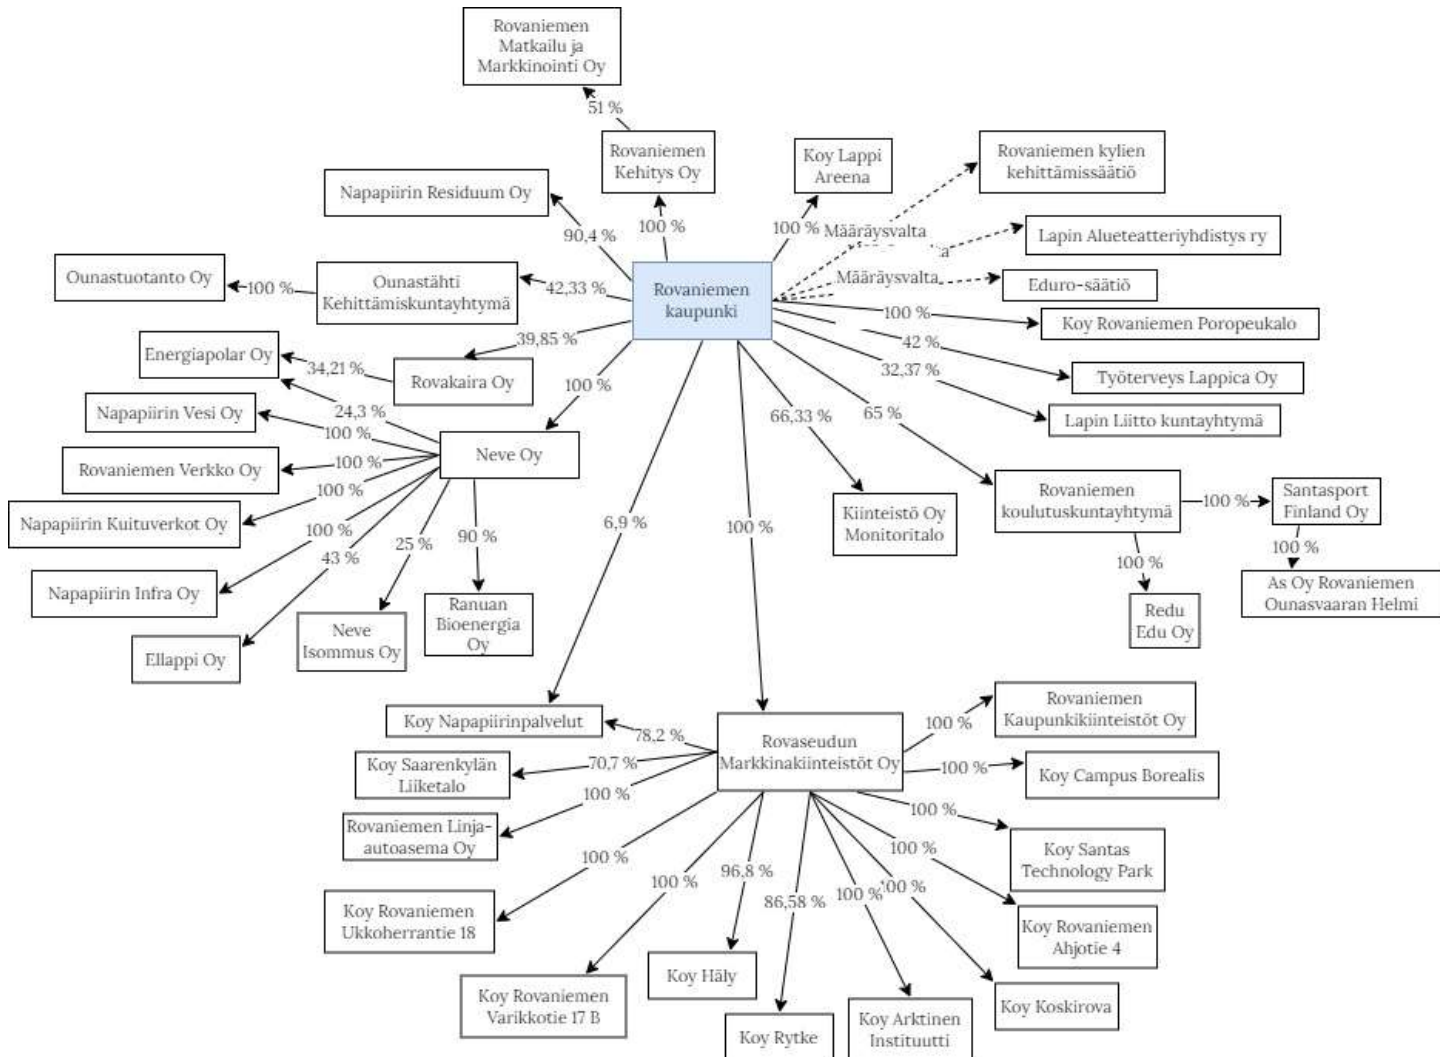 Rovaniemen
Matkailu ja
Markkinointi Oy
51 %
Rovaniemen
Kehitys Oy
Koy Lappi
Areena
Rovaniemen kylien
kehittämissäätiö
Napapiirin Residuum Oy
90,4 %
100 %
100 %
Määräysvalta
Lapin Alueteatteriyhdistys ry
Määräysvalta
Eduro-säätiö
Ounastuotanto Oy
100 %
Ounastähti
Kehittämiskuntayhtymä
42,33 %
Rovaniemen
kaupunki
100 %
Koy Rovaniemen Poropeukalo
42 %
Työterveys Lappica Oy
32,37 %
Lapin Liitto kuntayhtymä
Energiapolar Oy
34,21 %
Rovakaira Oy
39,85 %
100 %
66,33 %
65 %
Napapiirin Vesi Oy
24,3 %
100 %
Neve Oy
Rovaniemen Verkko Oy
100 %
Napapiirin Kuituverkot Oy
100 %
Napapiirin Infra Oy
100 %
Ellappi Oy
43 %
25 %
Neve
Isommus Oy
90 %
Ranuan
Bioenergia
Oy
6,9 %
100 %
Kiinteistö Oy
Monitoritalo
Rovaniemen
koulutuskuntayhtymä
100 %
Santasport
Finland Oy
100 %
Redu
Edu Oy
100 %
As Oy Rovaniemen
Ounasvaaran Helmi
Koy Napapiirinpalvelut
78,2 %
Rovaseudun
Markkinakiinteistöt Oy
100 %
Rovaniemen
Kaupunkikiinteistöt Oy
Koy Saarenkylän
Liiketalo
70,7 %
100 %
Koy Campus Borealis
Rovaniemen Linja-
autoasema Oy
100 %
100 %
Koy Santas
Technology Park
Koy Rovaniemen
Ukkoherrantie 18
100 %
100 %
Koy Rovaniemen
Ahjotie 4
Koy Rovaniemen
Varikkotie 17 B
100 %
96,8 %
Koy Häly
86,58 %
Koy Rytke
100 %
Koy Arktinen
Instituutti
100 %
Koy Koskirova